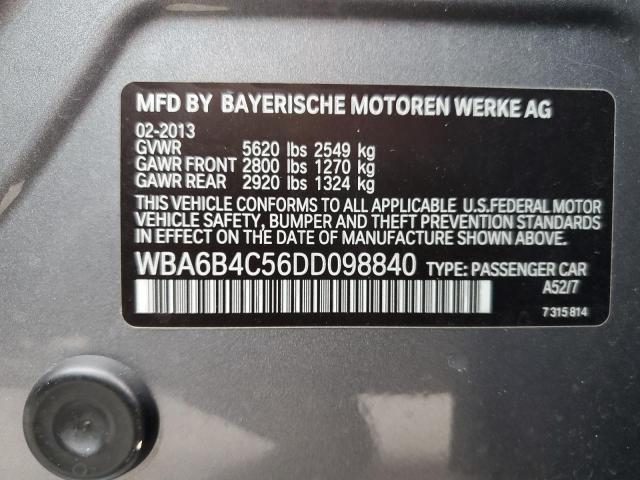 MFD BY BAYERISCHE MOTOREN WERKE AG
02-2013
GVWR 5620 lbs 2549 kg
GAWR FRONT 2800 lbs 1270 kg
GAWR REAR 2920 lbs 1324 kg
THIS VEHICLE CONFORMS TO ALL APPLICABLE U.S.FEDERAL MOTOR
VEHICLE SAFETY, BUMPER AND THEFT PREVENTION STANDARDS
IN EFFECT ON THE DATE OF MANUFACTURE SHOWN ABOVE.
WBA6B4C56DD098840 TYPE: PASSENGER CAR
A52/7
7 315 814